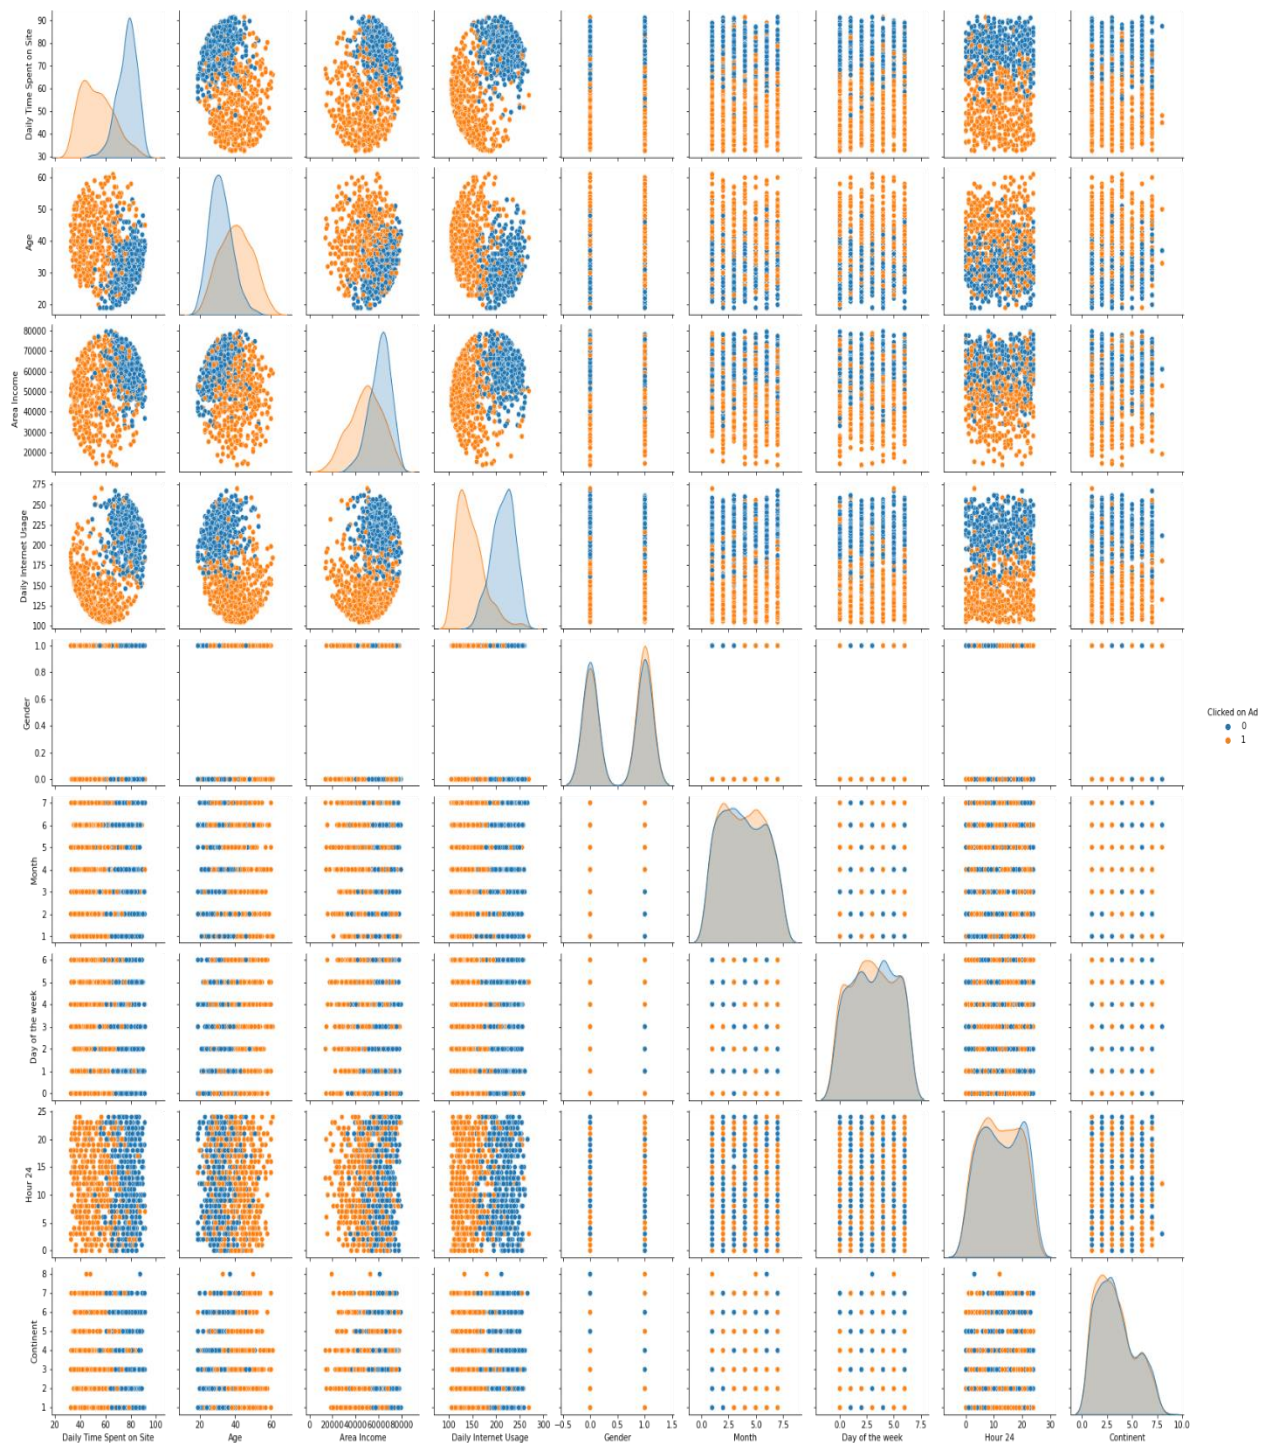 90
80
70
60
50
40
30
Daily Time Spent on Site
60
50
40
30
20
Age
80000
70000
60000
50000
40000
30000
20000
Area Income
275
250
225
200
175
150
125
100
Daily Internet Usage
1.0
0.8
0.6
0.4
0.2
0.0
Gender
Clicked on Ad
0
1
7
6
5
4
3
2
1
Month
6
5
4
3
2
1
0
Day of the week
25
20
15
10
5
0
Hour 24
8
7
6
5
4
3
2
1
Continent
20 40 60 80 100
20 40 60
0 20000 40000 60000 80000
100 150 200 250 300
−0.5 0.0 0.5 1.0 1.5
0.0 2.5 5.0 7.5
0.0 2.5 5.0 7.5
0 10 20 30
0.0 2.5 5.0 7.5 10.0
Daily Time Spent on Site
Age
Area Income
Daily Internet Usage
Gender
Month
Day of the week
Hour 24
Continent